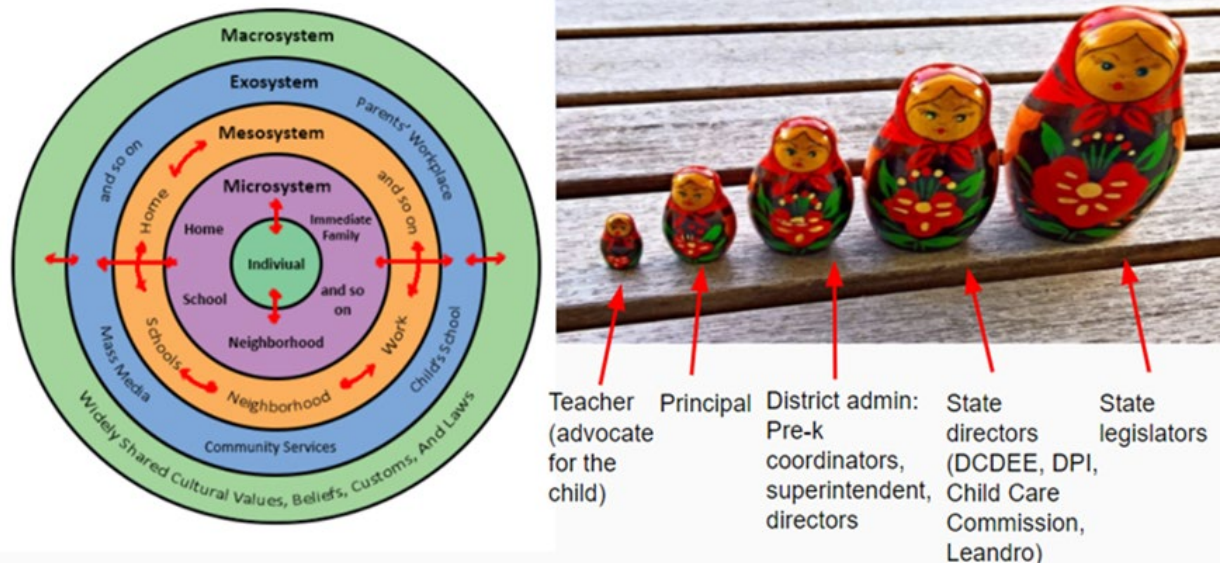 Macrosystem
Exosystem
Parents' Workplace
and so on
Mesosystem
Home
and so on
Microsystem
Home
Immediate
Family
Indiviual
School
and so
on
Neighborhood
Schools
Work
Neighborhood
Mass Media
Child's School
Community Services
Widely Shared Cultural Values, Beliefs, Customs, And Laws
Teacher
(advocate
for the
child)
Principal
District admin:
Pre-k
coordinators,
superintendent,
directors
State
directors
(DCDEE, DPI,
Child Care
Commission,
Leandro)
State
legislators